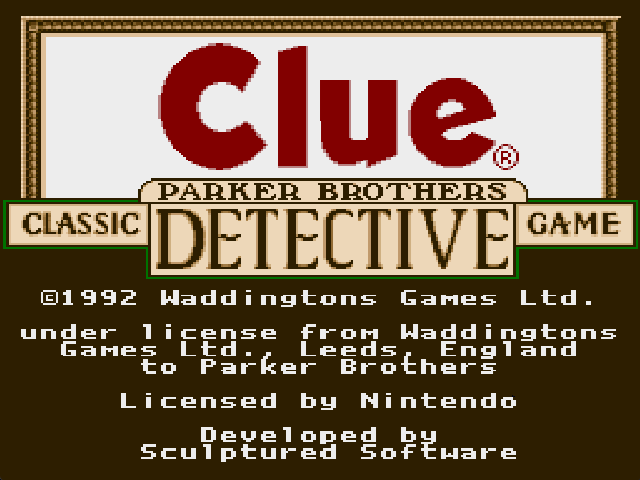 Clue®
PARKER BROTHERS
CLASSIC DETECTIVE GAME
©1992 Waddingtons Games Ltd.
under license from Waddingtons
Games Ltd., Leeds, England
to Parker Brothers
Licensed by Nintendo
Developed by
Sculptured Software